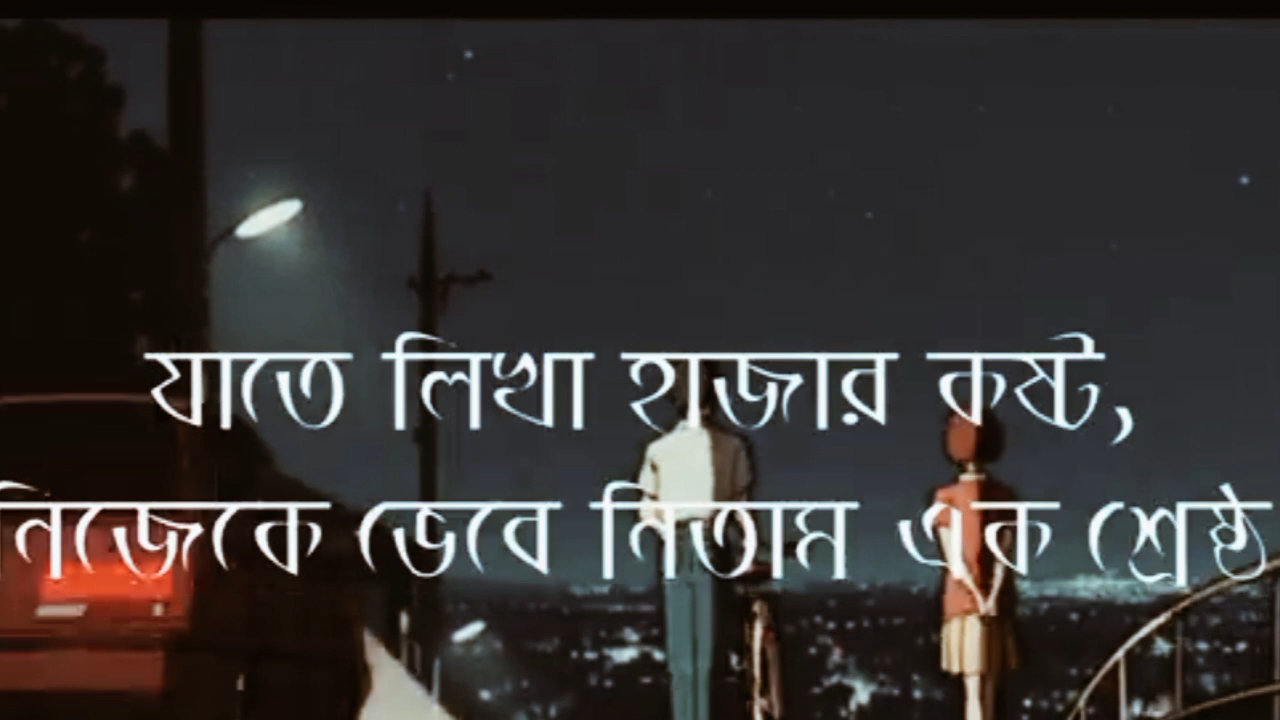 যাতে লিখা হাজার কষ্ট,
নিজেকে ভেবে নিতাম এক শ্রেষ্ঠ